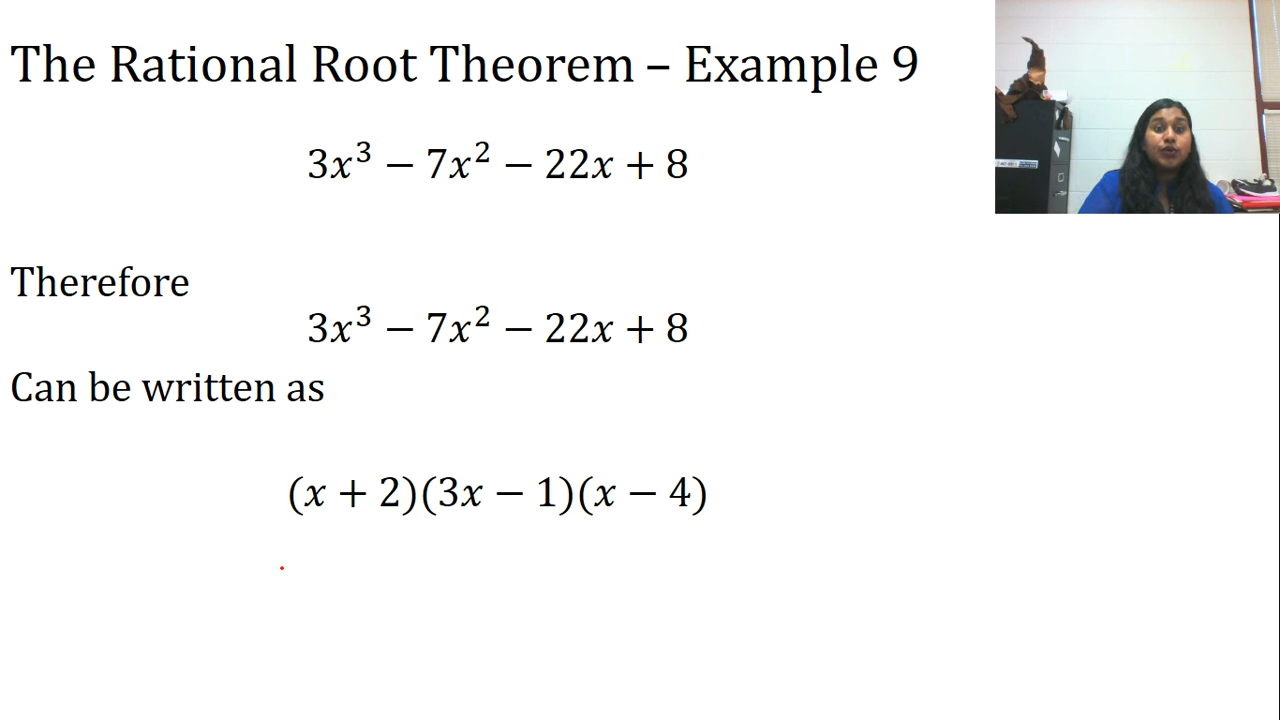 The Rational Root Theorem – Example 9
3x³ − 7x² − 22x + 8
Therefore
3x³ − 7x² − 22x + 8
Can be written as
(x + 2)(3x − 1)(x − 4)